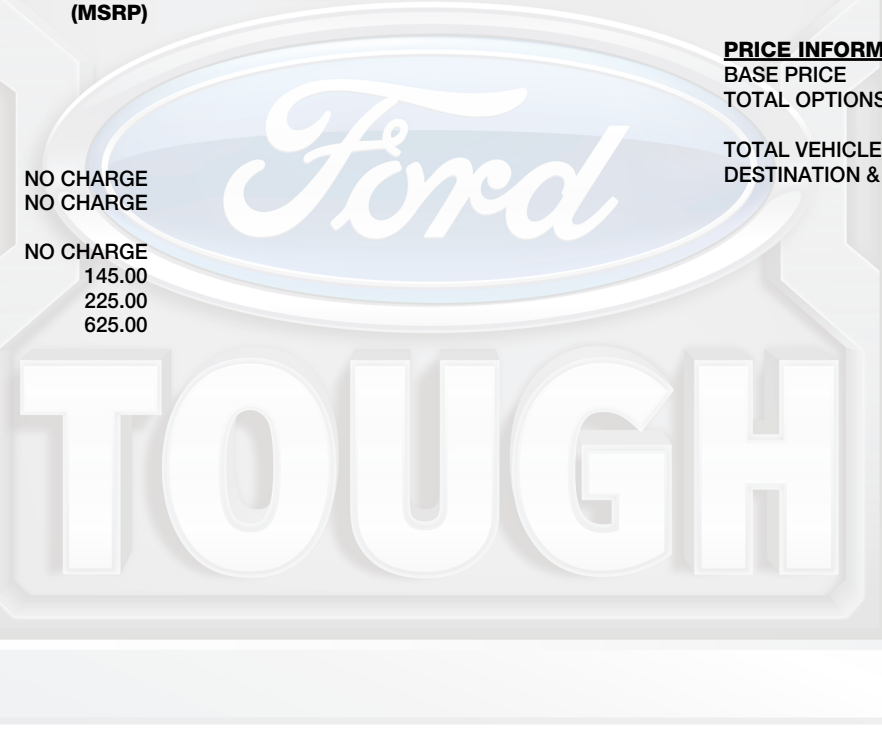 (MSRP)
NO CHARGE
NO CHARGE
NO CHARGE
145.00
225.00
625.00
PRICE INFORM
BASE PRICE
TOTAL OPTIONS
TOTAL VEHICLE
DESTINATION &
Ford
TOUGH